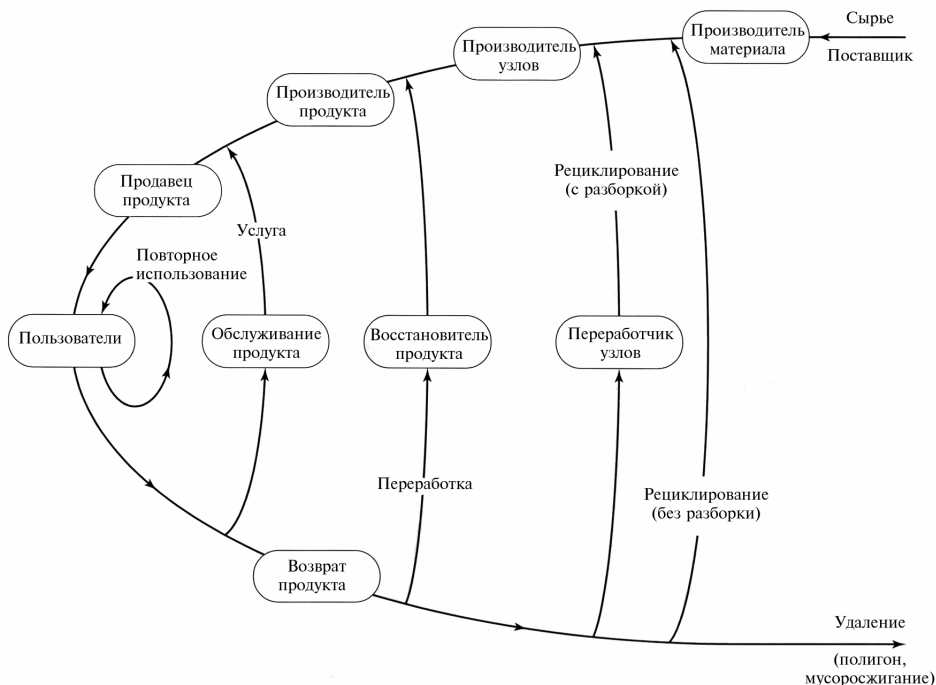 Сырье
Поставщик
Производитель
материала
Производитель
узлов
Производитель
продукта
Продавец
продукта
Рециклирование
(с разборкой)
Услуга
Повторное
использование
Пользователи
Обслуживание
продукта
Восстановитель
продукта
Переработчик
узлов
Переработка
Рециклирование
(без разборки)
Возврат
продукта
Удаление
(полигон,
мусоросжигание)